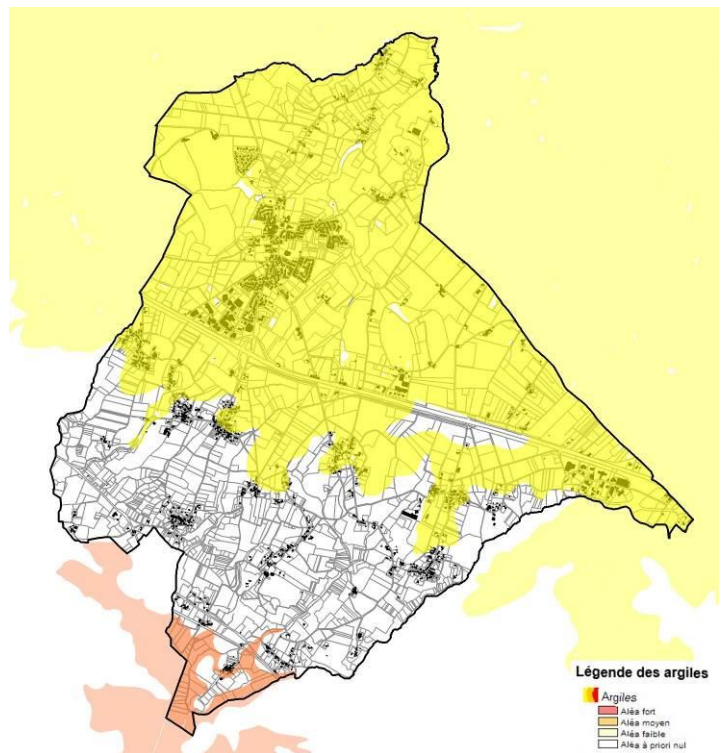 Légende des argiles
Argiles
Aléa fort
Aléa moyen
Aléa faible
Aléa à priori nul